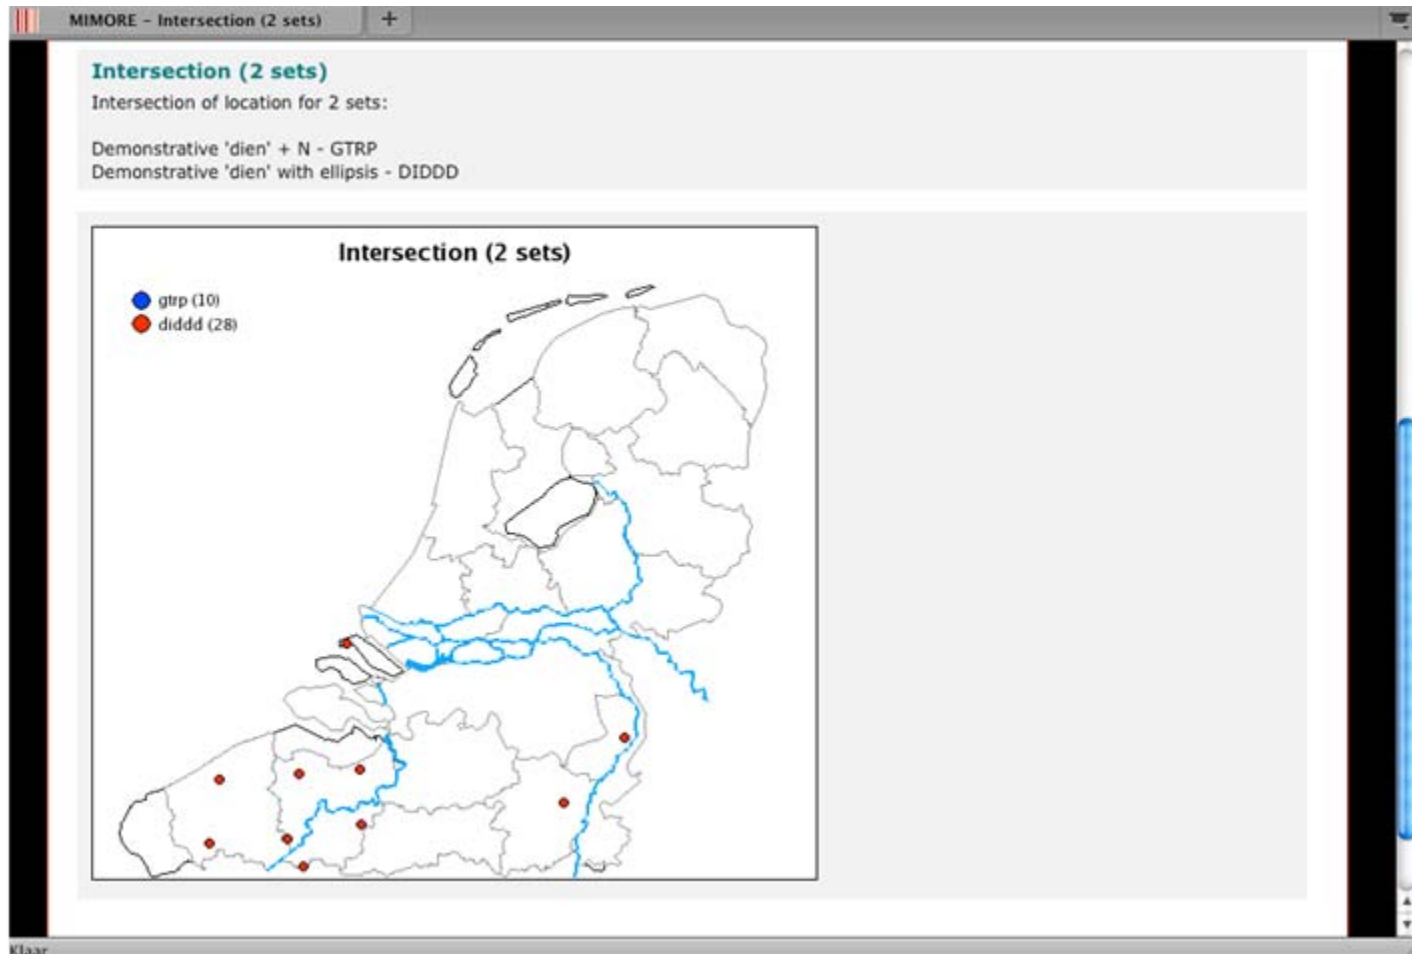 MIMORE – Intersection (2 sets)
+
Intersection (2 sets)
Intersection of location for 2 sets:
Demonstrative 'dien' + N - GTRP
Demonstrative 'dien' with ellipsis - DIDDD
Intersection (2 sets)
gtrp (10)
diddd (28)
Klaar